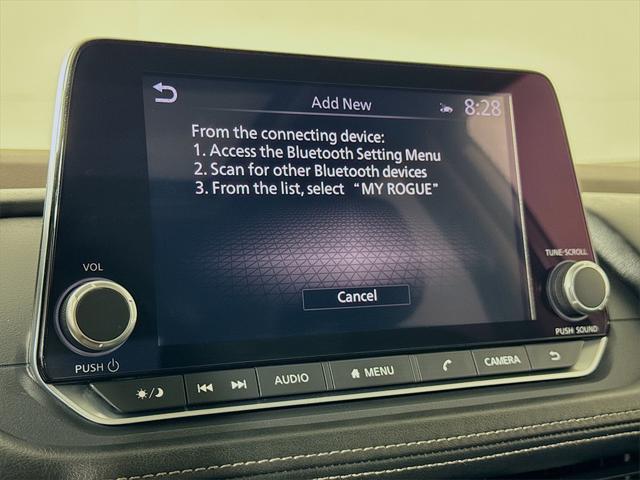 Add New
8:28
From the connecting device:
1. Access the Bluetooth Setting Menu
2. Scan for other Bluetooth devices
3. From the list, select “MY ROGUE”
Cancel
VOL
PUSH
TUNE•SCROLL
PUSH SOUND
AUDIO
MENU
CAMERA